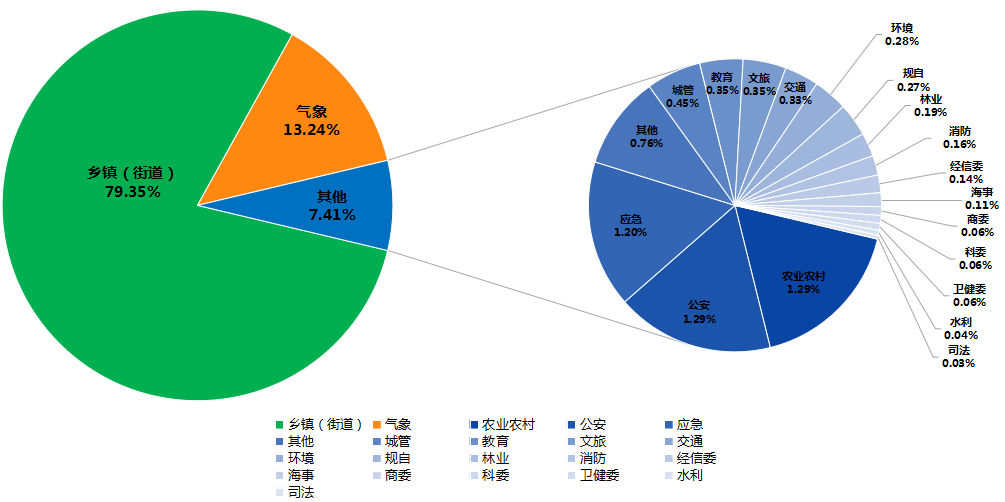 乡镇（街道）
79.35%
气象
13.24%
其他
7.41%
农业农村
1.29%
公安
1.29%
应急
1.20%
其他
0.76%
城管
0.45%
教育
0.35%
文旅
0.35%
交通
0.33%
环境
0.28%
规自
0.27%
林业
0.19%
消防
0.16%
经信委
0.14%
海事
0.11%
商委
0.06%
科委
0.06%
卫健委
0.06%
水利
0.04%
司法
0.03%
乡镇（街道） 气象 农业农村 公安 应急
其他 城管 教育 文旅 交通
环境 规自 林业 消防 经信委
海事 商委 科委 卫健委 水利
司法